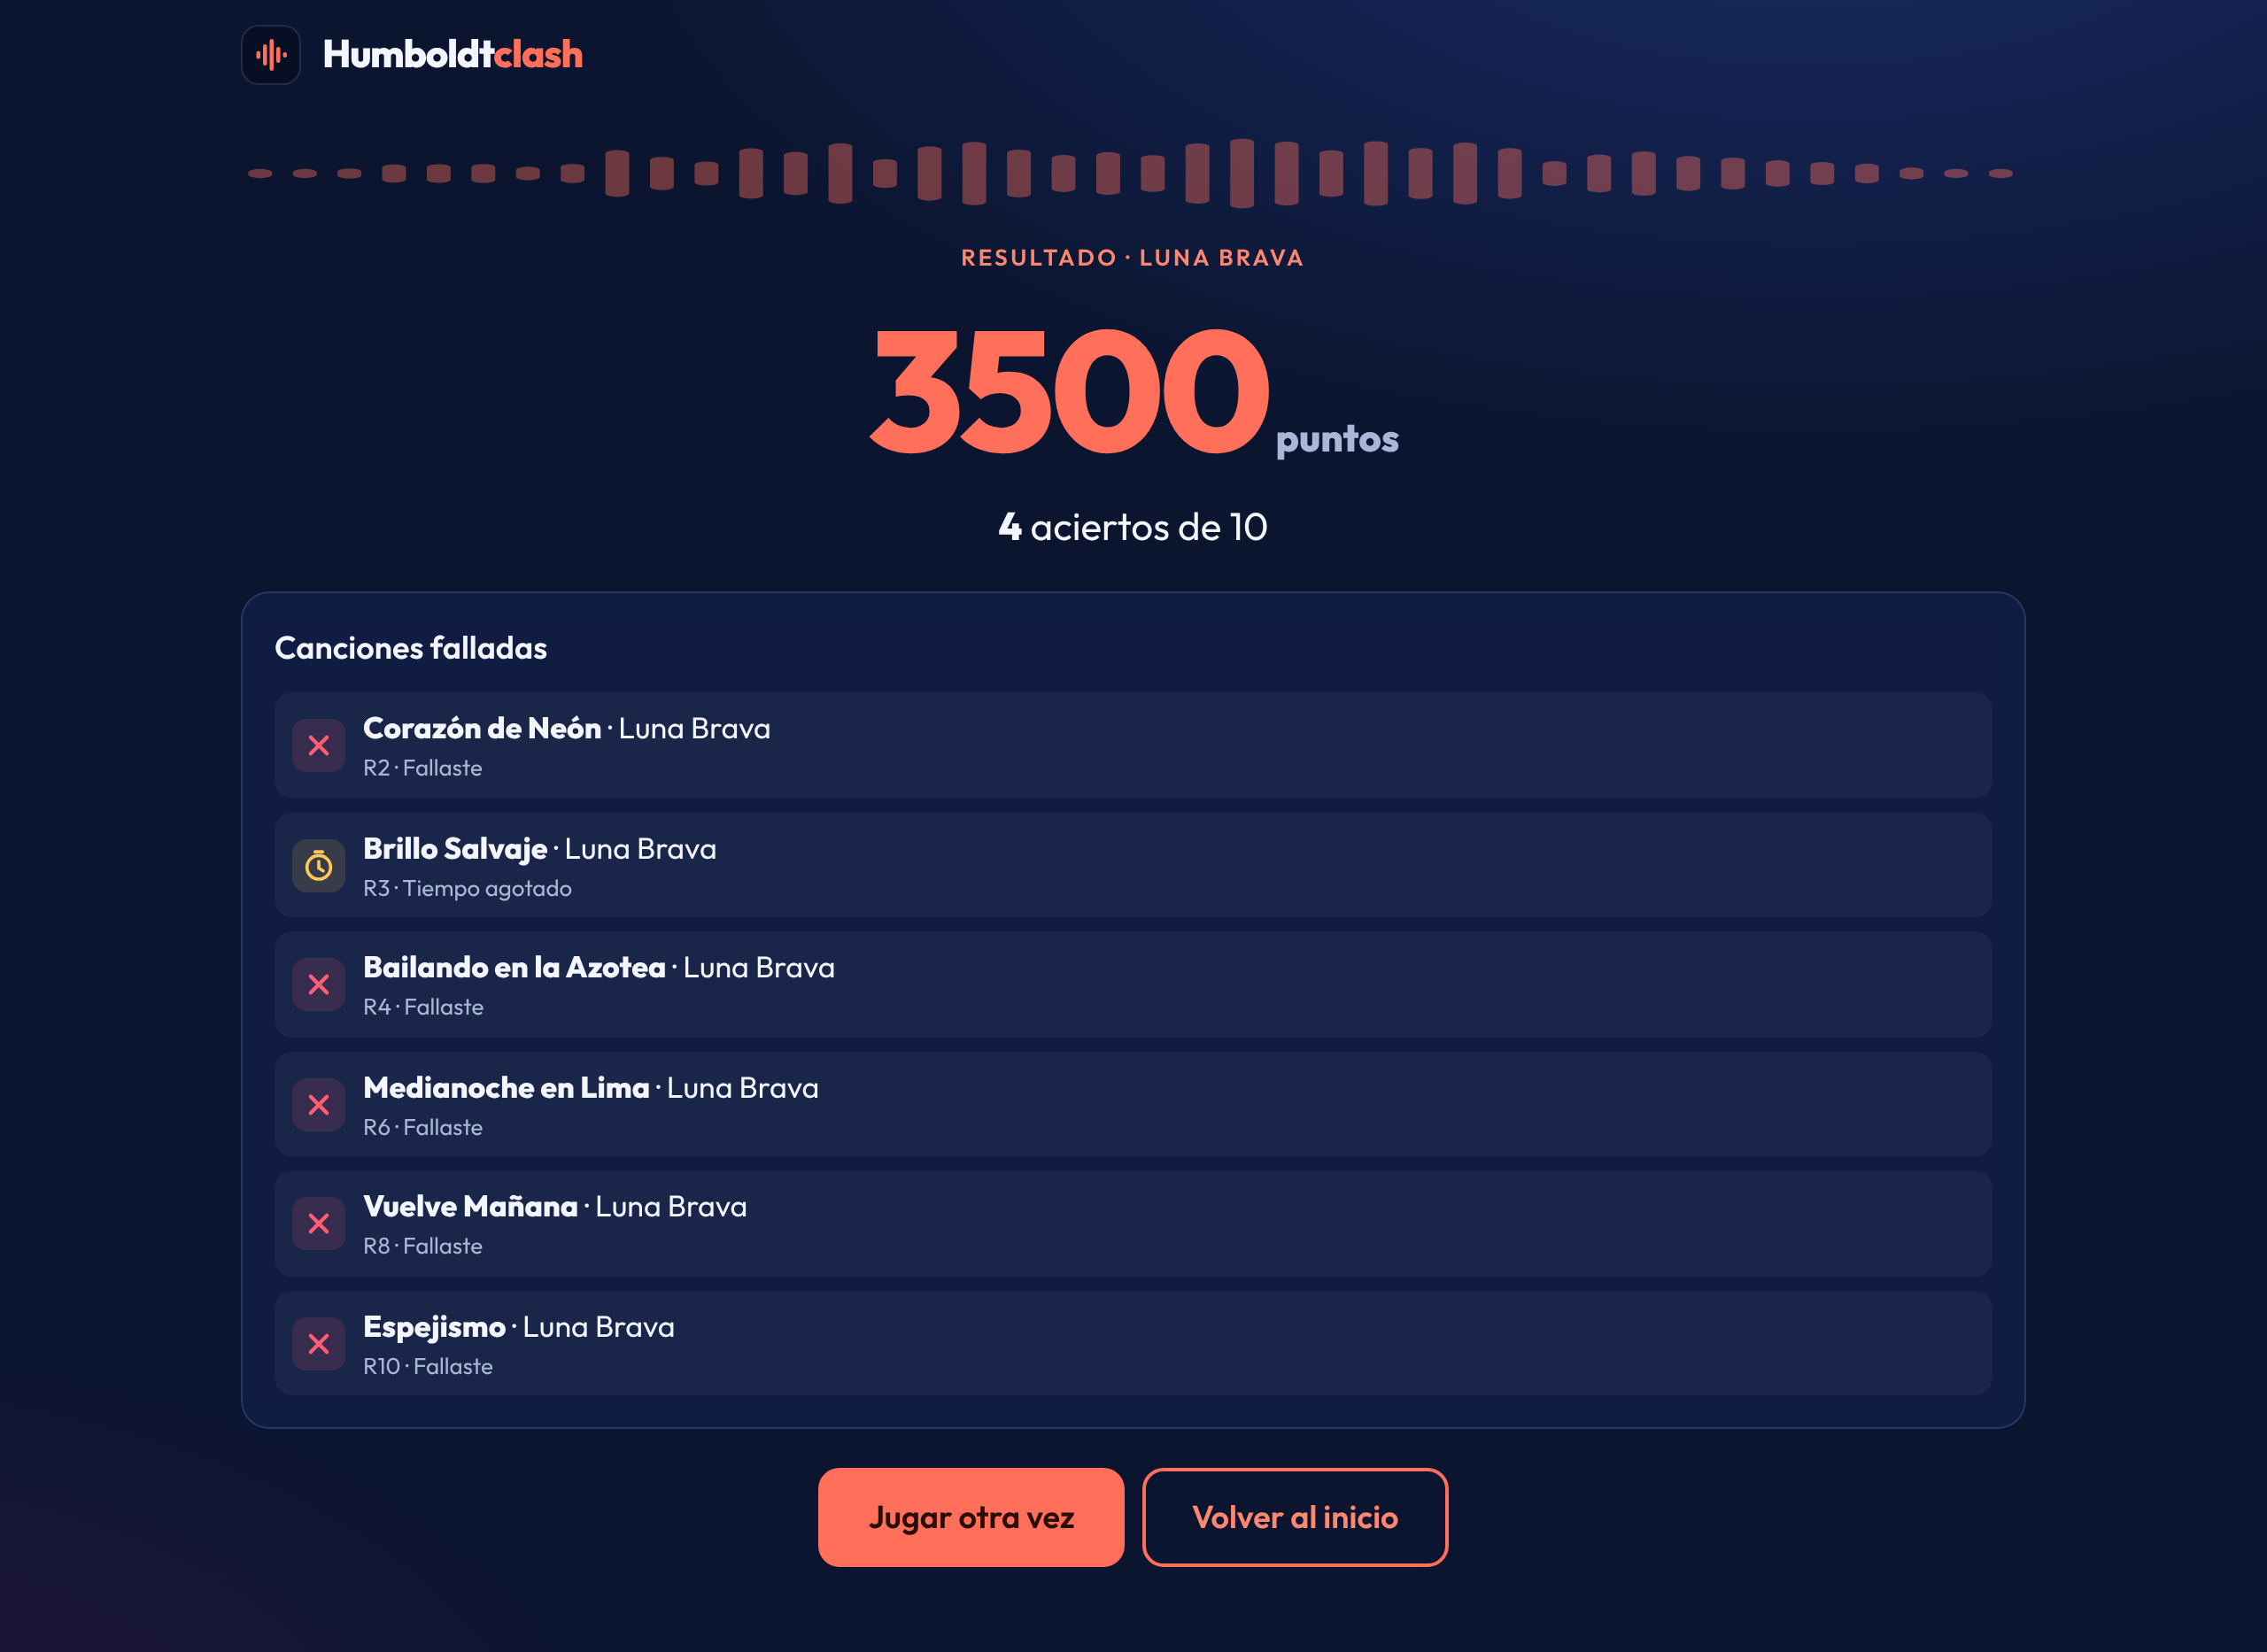 Humboldtclash
RESULTADO · LUNA BRAVA
3500 puntos
4 aciertos de 10
Canciones falladas
Corazón de Neón · Luna Brava
R2 · Fallaste
Brillo Salvaje · Luna Brava
R3 · Tiempo agotado
Bailando en la Azotea · Luna Brava
R4 · Fallaste
Medianoche en Lima · Luna Brava
R6 · Fallaste
Vuelve Mañana · Luna Brava
R8 · Fallaste
Espejismo · Luna Brava
R10 · Fallaste
Jugar otra vez
Volver al inicio